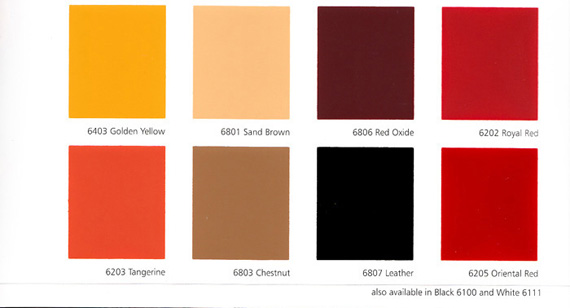 6403 Golden Yellow
6801 Sand Brown
6806 Red Oxide
6202 Royal Red
6203 Tangerine
6803 Chestnut
6807 Leather
6205 Oriental Red
also available in Black 6100 and White 6111